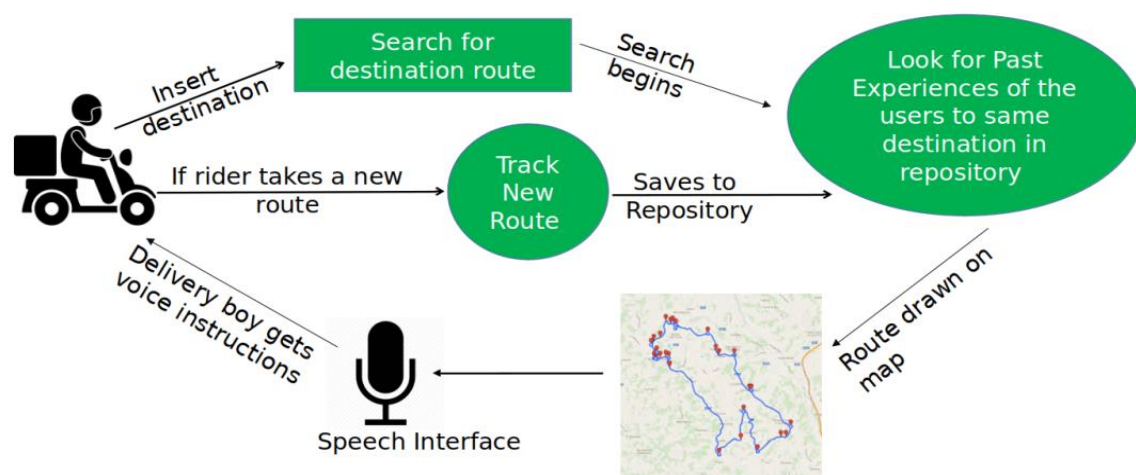 Insert
destination
Search for
destination route
Search
begins
Look for Past
Experiences of the
users to same
destination in
repository
If rider takes a new
route
Track
New
Route
Saves to
Repository
Delivery boy gets
voice instructions
Route drawn on
map
Speech Interface